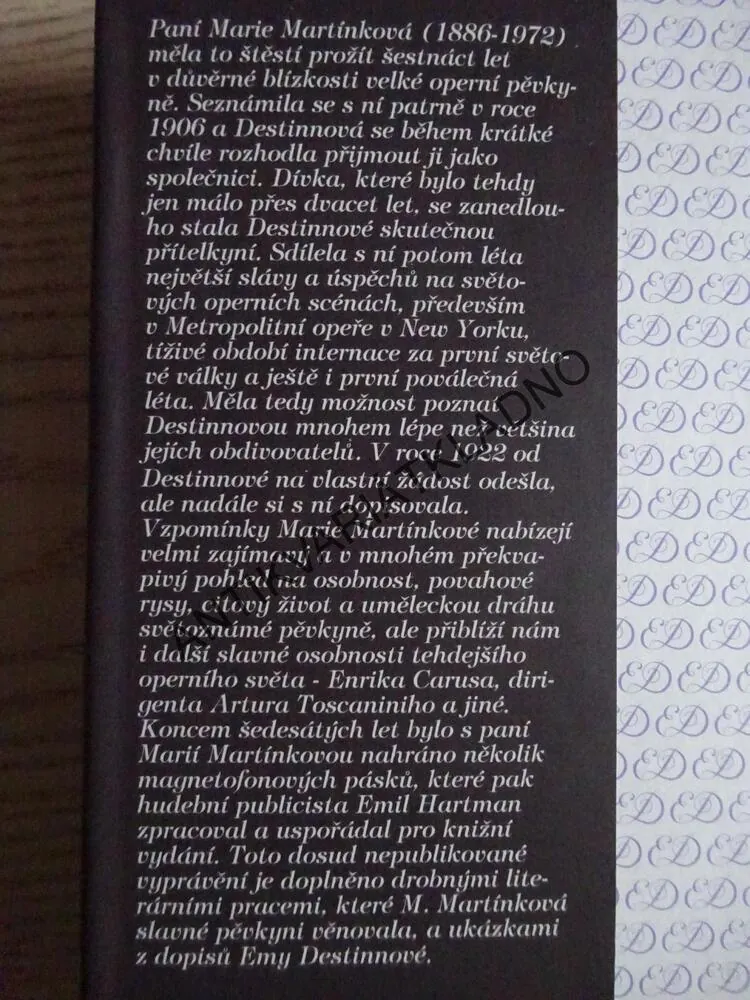 Paní Marie Martínková (1886-1972)
měla to štěstí prožít šestnáct let
v důvěrné blízkosti velké operní pěvky-
ně. Seznámila se s ní patrně v roce
1906 a Destinnová se během krátké
chvíle rozhodla přijmout ji jako
společnici. Dívka, které bylo tehdy
jen málo přes dvacet let, se zanedlou-
ho stala Destinnové skutečnou
přítelkyní. Sdílela s ní potom léta
největší slávy a úspěchů na světo-
vých operních scénách, především
v Metropolitní opeře v New Yorku,
tíživé období internace za první světo-
vé války a ještě i první poválečná
léta. Měla tedy možnost poznat
Destinnovou mnohem lépe než většina
jejích obdivovatelů. V roce 1922 od
Destinnové na vlastní žádost odešla,
ale nadále si s ní dopisovala.
Vzpomínky Marie Martínkové nabízejí
velmi zajímavý a v mnohém překva-
pivý pohled na osobnost, povahové
rysy, citový život a uměleckou dráhu
světoznámé pěvkyně, ale přiblíží nám
i další slavné osobnosti tehdejšího
operního světa - Enrika Carusa, diri-
genta Artura Toscaniniho a jiné.
Koncem šedesátých let bylo s paní
Marií Martínkovou nahráno několik
magnetofonových pásků, které pak
hudební publicista Emil Hartman
zpracoval a uspořádal pro knižní
vydání. Toto dosud nepublikované
vyprávění je doplněno drobnými lite-
rárními pracemi, které M. Martínková
slavné pěvkyni věnovala, a ukázkami
z dopisů Emy Destinnové.
ANTIKVARIATKLADNO